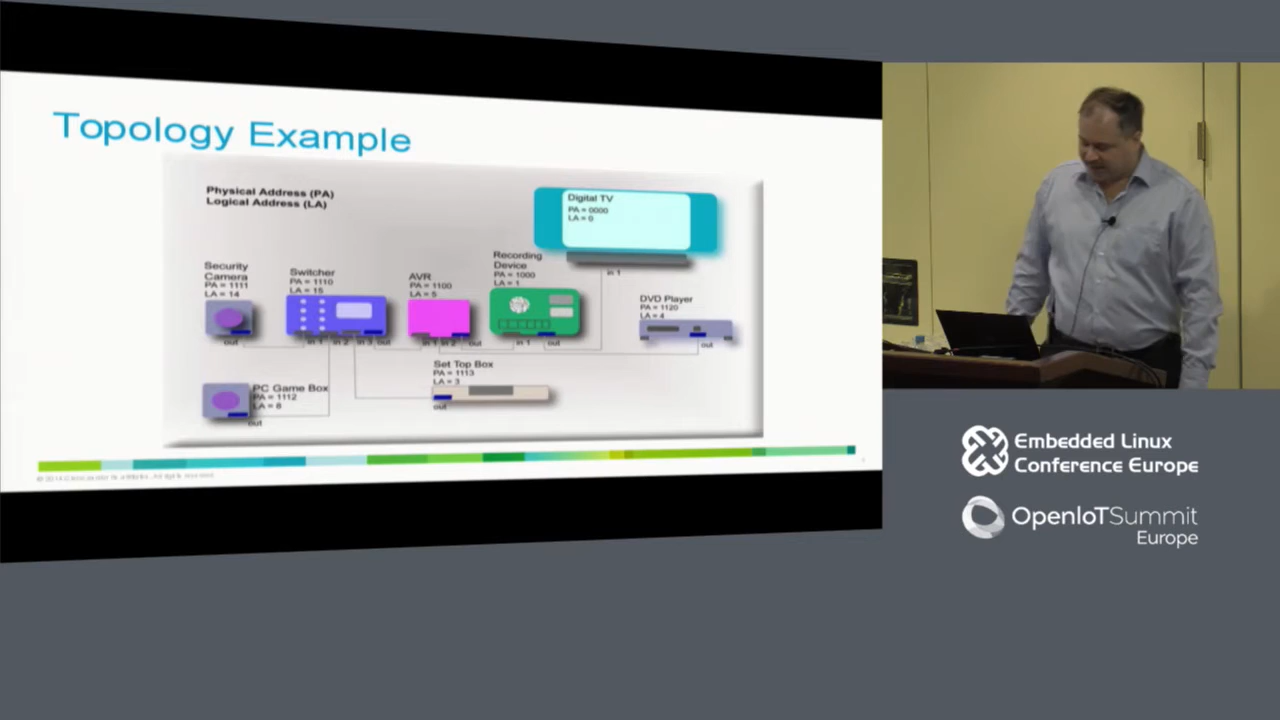 Topology Example
Physical Address (PA)
Logical Address (LA)
Digital TV
PA = 0000
LA = 0
in 1
Security
Camera
PA = 1111
LA = 14
out
Switcher
PA = 1110
LA = 15
in 1
in 2
in 3
out
AVR
PA = 1100
LA = 5
in 1
in 2
out
Recording
Device
PA = 1000
LA = 1
in 1
out
DVD Player
PA = 1120
LA = 4
out
Set Top Box
PA = 1113
LA = 3
out
PC Game Box
PA = 1112
LA = 8
out
Embedded Linux
Conference Europe
OpenIoTSummit
Europe